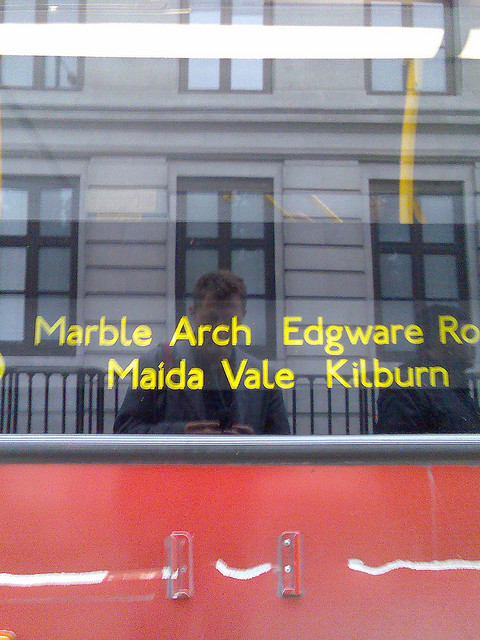 Marble Arch Edgware Ro
Maida Vale Kilburn